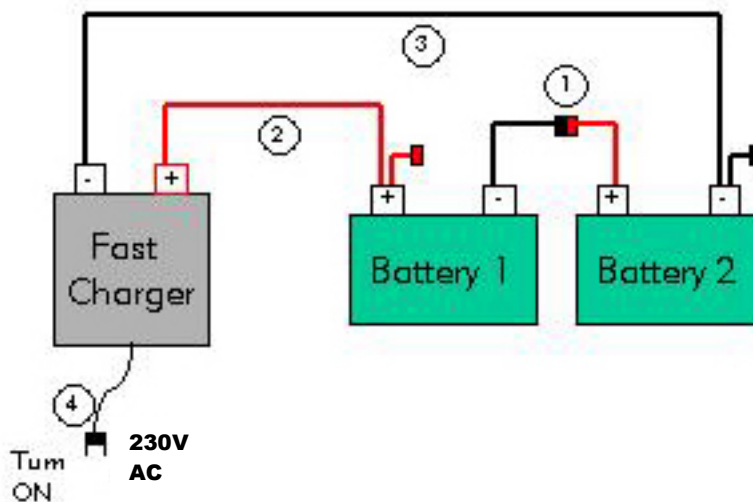 3
1
2
- +
+ - + -
Fast
Charger
Battery 1 Battery 2
4
230V
AC
Turn
ON